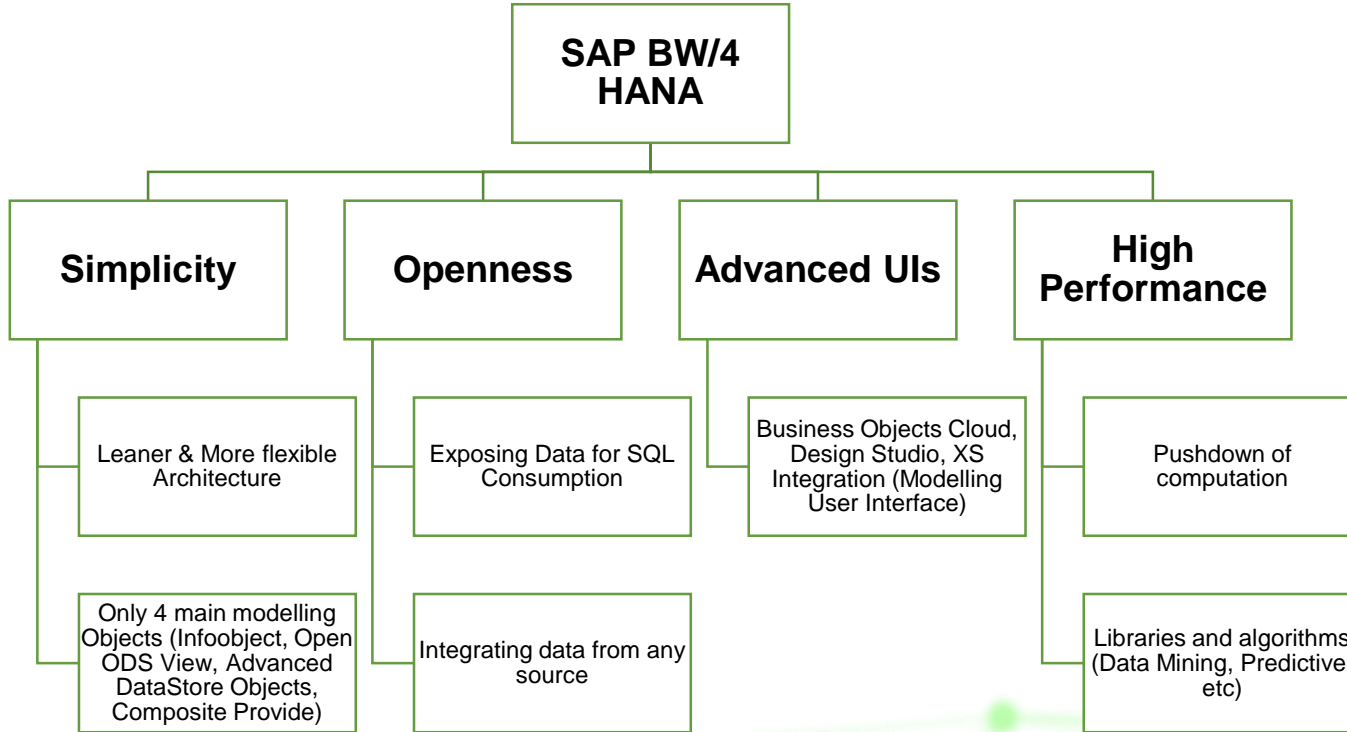 SAP BW/4
HANA
Simplicity
Openness
Advanced UIs
High
Performance
Leaner & More flexible
Architecture
Exposing Data for SQL
Consumption
Business Objects Cloud,
Design Studio, XS
Integration (Modelling
User Interface)
Pushdown of
computation
Only 4 main modelling
Objects (Infoobject, Open
ODS View, Advanced
DataStore Objects,
Composite Provide)
Integrating data from any
source
Libraries and algorithms
(Data Mining, Predictive
etc)